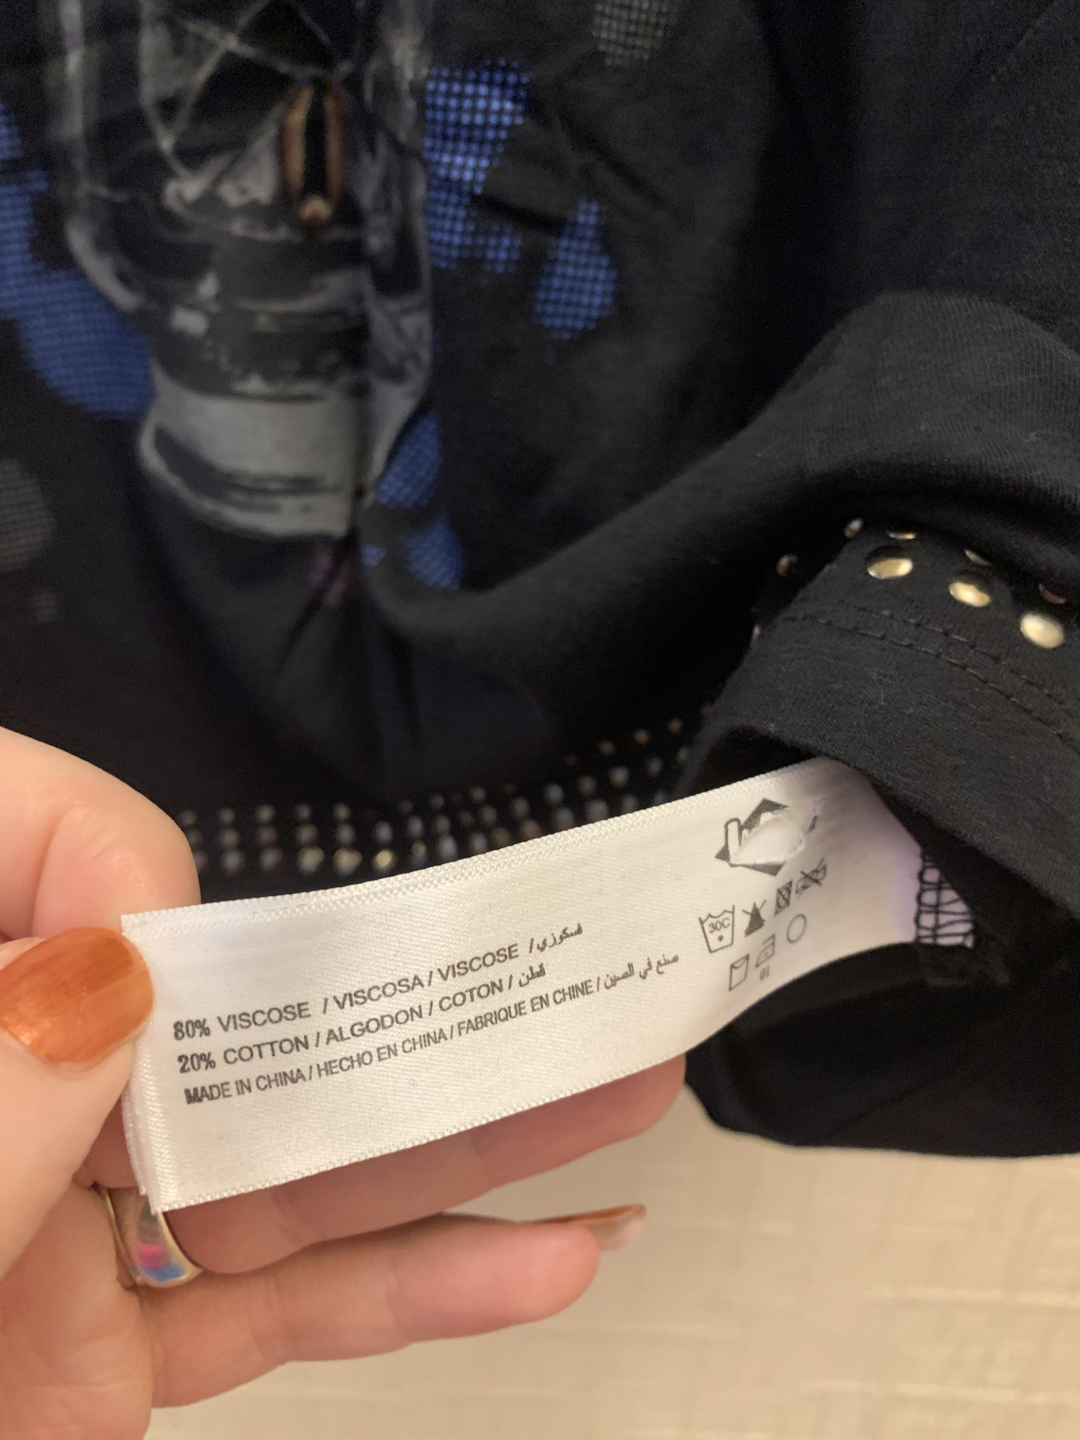 80% VISCOSE / VISCOSA / VISCOSE / فسكوزي
20% COTTON / ALGODON / COTON / قطن
MADE IN CHINA / HECHO EN CHINA / FABRIQUE EN CHINE / صنع في الصين
30C